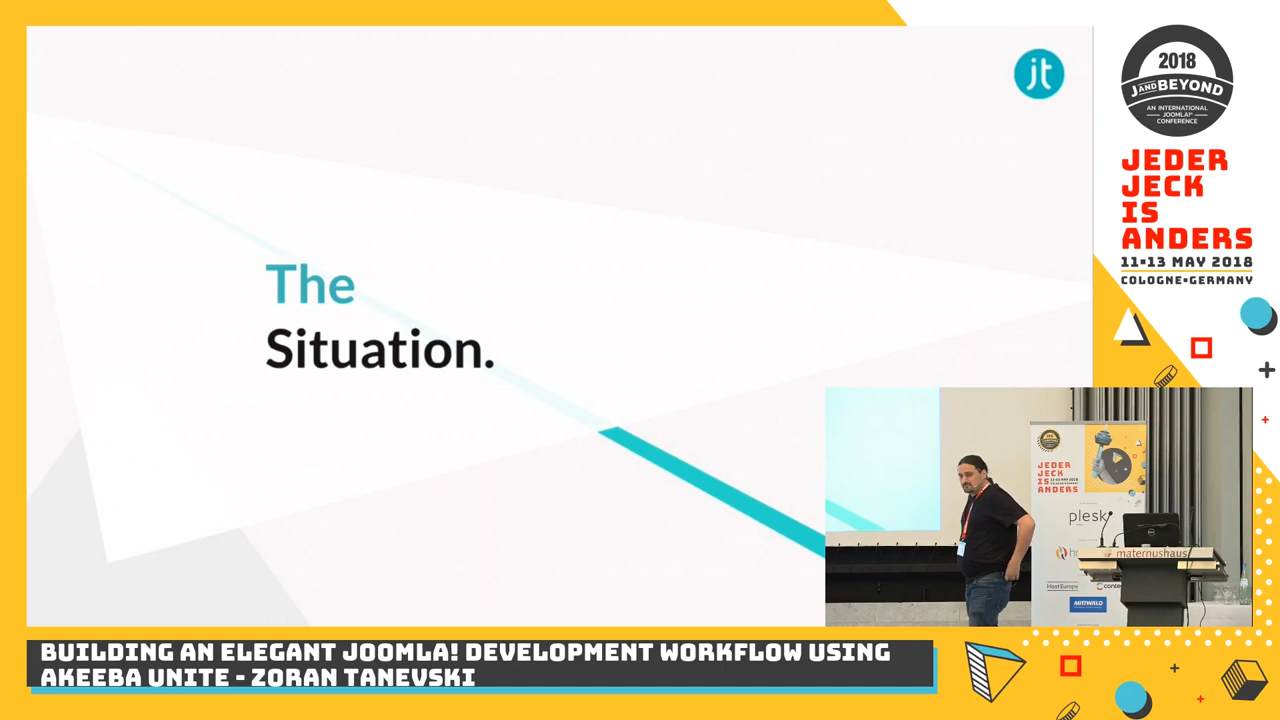 jt
The
Situation.
2018
J AND BEYOND
AN INTERNATIONAL
JOOMLA!®
CONFERENCE
JEDER
JECK
IS
ANDERS
11-13 MAY 2018
COLOGNE-GERMANY
JEDER
JECK
IS
ANDERS
plesk
maternushaus
HostEurope
MITTWALD
BUILDING AN ELEGANT JOOMLA! DEVELOPMENT WORKFLOW USING
AKEEBA UNITE - ZORAN TANEVSKI